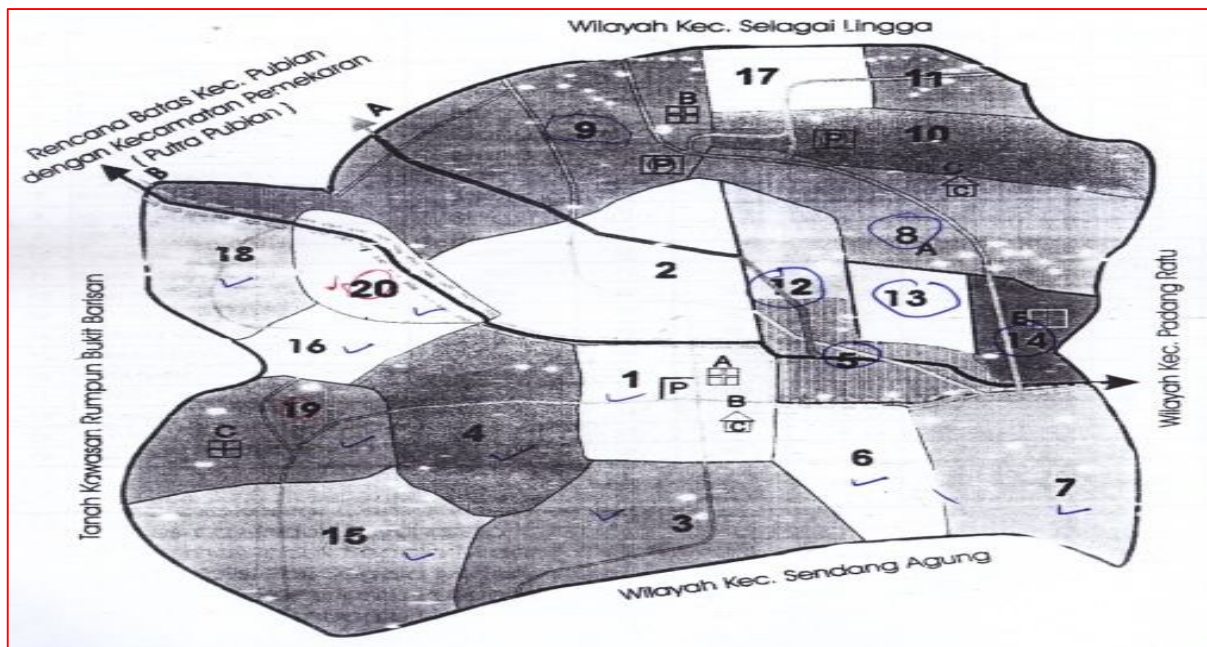 Wilayah Kec. Selagai Lingga
Rencana Batas Kec. Pubian
dengan Kecamatan Pemekaran
( Putra Pubian )
A
B
17
11
B
9
10
P
P
C
C
8
A
18
2
20
12
13
E
14
16
5
1
P
A
B
C
19
C
4
6
7
15
3
Tanah Kawasan Rumpun Bukit Barisan
Wilayah Kec. Padang Ratu
Wilayah Kec. Sendang Agung